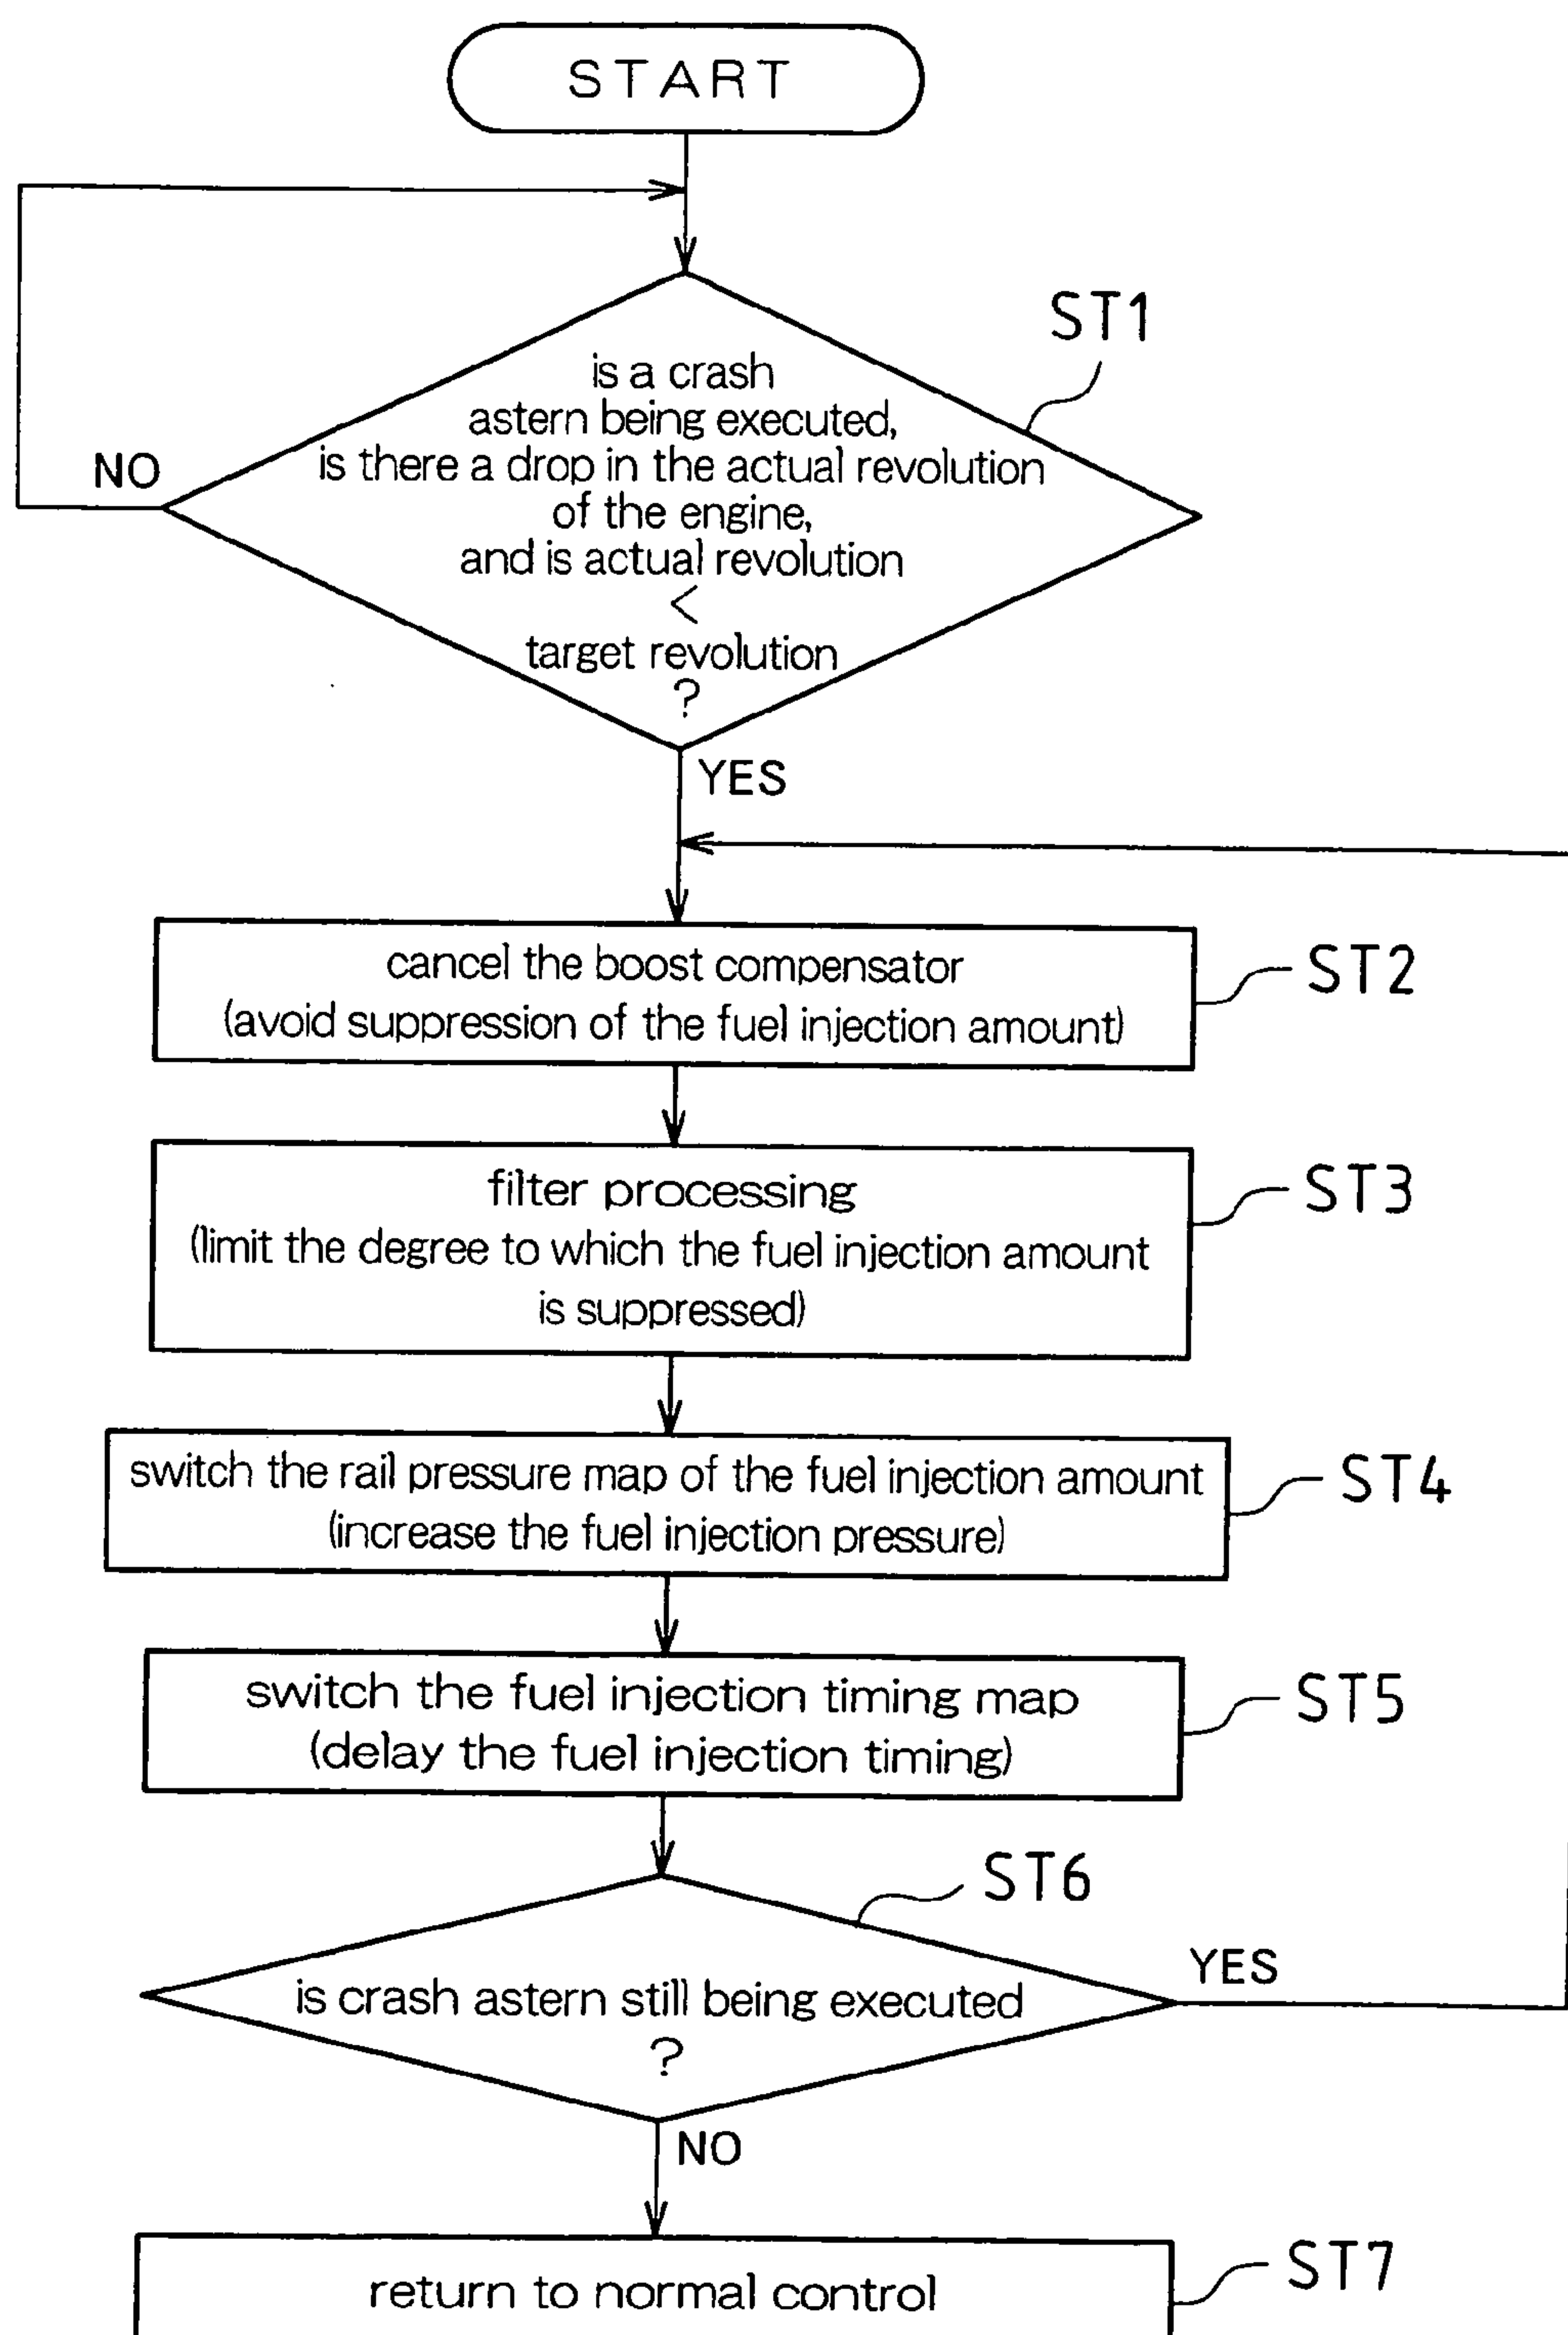 START
ST1
is a crash
astern being executed,
is there a drop in the actual revolution
of the engine,
and is actual revolution
<
target revolution
?
NO
YES
cancel the boost compensator
(avoid suppression of the fuel injection amount)
ST2
filter processing
(limit the degree to which the fuel injection amount
is suppressed)
ST3
switch the rail pressure map of the fuel injection amount
(increase the fuel injection pressure)
ST4
switch the fuel injection timing map
(delay the fuel injection timing)
ST5
ST6
is crash astern still being executed
?
YES
NO
return to normal control
ST7